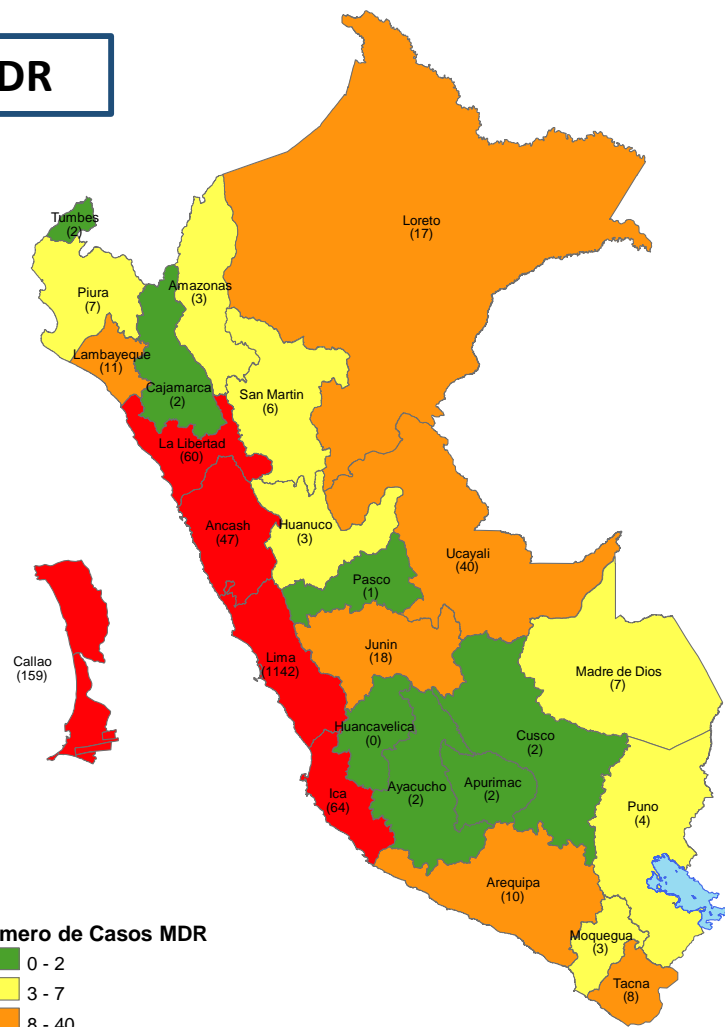 DR
Loreto
(17)
Tumbes
(2)
Amazonas
(3)
Piura
(7)
Lambayeque
(11)
Cajamarca
(2)
San Martin
(6)
La Libertad
(60)
Ancash
(47)
Huanuco
(3)
Ucayali
(40)
Pasco
(1)
Callao
(159)
Lima
(1142)
Junin
(18)
Madre de Dios
(7)
Huancavelica
(0)
Cusco
(2)
Ayacucho
(2)
Apurimac
(2)
Ica
(64)
Puno
(4)
Arequipa
(10)
Moquegua
(3)
Tacna
(8)
mero de Casos MDR
0 - 2
3 - 7
8 - 40